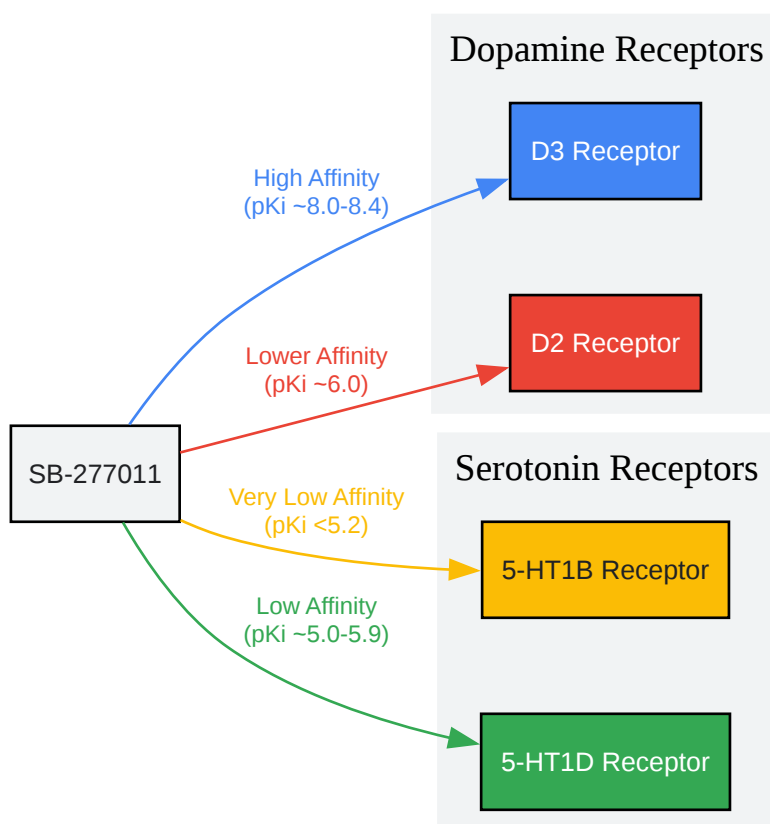 Dopamine Receptors
D3 Receptor
High Affinity
(pKi ~8.0-8.4)
D2 Receptor
Lower Affinity
(pKi ~6.0)
SB-277011
Serotonin Receptors
Very Low Affinity
(pKi <5.2)
5-HT1B Receptor
Low Affinity
(pKi ~5.0-5.9)
5-HT1D Receptor